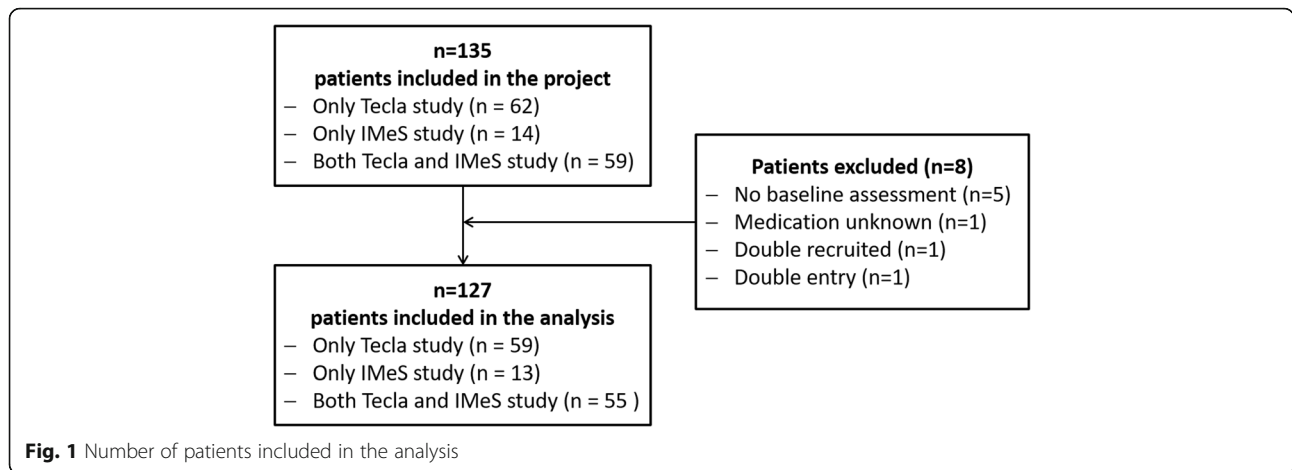 n=135
patients included in the project
– Only Tecla study (n = 62)
– Only IMeS study (n = 14)
– Both Tecla and IMeS study (n = 59)
Patients excluded (n=8)
– No baseline assessment (n=5)
– Medication unknown (n=1)
– Double recruited (n=1)
– Double entry (n=1)
n=127
patients included in the analysis
– Only Tecla study (n = 59)
– Only IMeS study (n = 13)
– Both Tecla and IMeS study (n = 55 )
Fig. 1 Number of patients included in the analysis